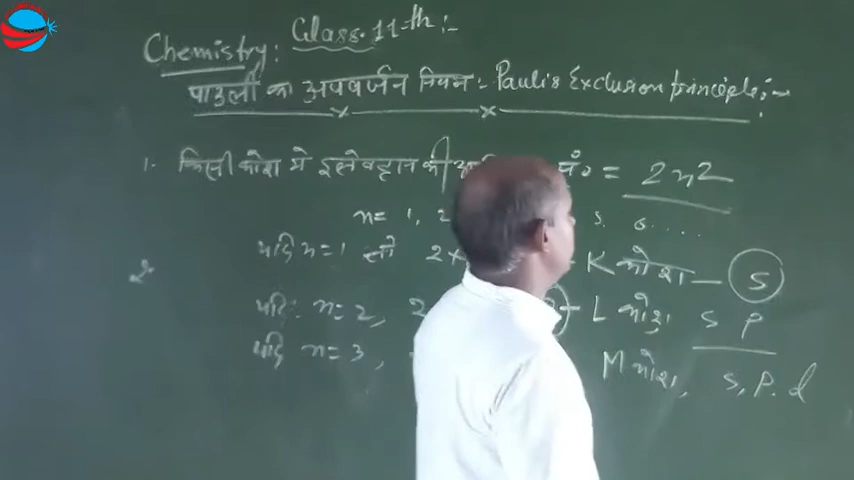 Class. 11-th:-
Chemistry:
पाउली का अपवर्जन नियम:- Pauli's Exclusion principle:-
1. किसी कोश मे इलेक्ट्रान की सं० = 2n²
n= 1, 2 5. 6.....
यदि n=1 तो 2x K कोश — s
यदि: n=2, 2 L कोश s p
यदि n=3, M कोश, s, p. d
2